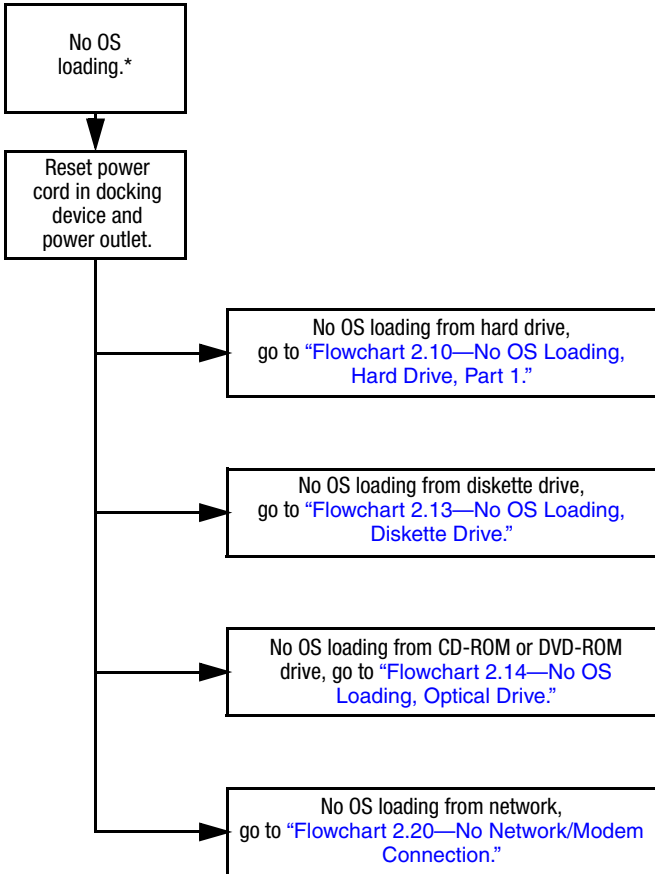 No OS
loading.*
Reset power
cord in docking
device and
power outlet.
No OS loading from hard drive,
go to “Flowchart 2.10—No OS Loading,
Hard Drive, Part 1.”
No OS loading from diskette drive,
go to “Flowchart 2.13—No OS Loading,
Diskette Drive.”
No OS loading from CD-ROM or DVD-ROM
drive, go to “Flowchart 2.14—No OS
Loading, Optical Drive.”
No OS loading from network,
go to “Flowchart 2.20—No Network/Modem
Connection.”